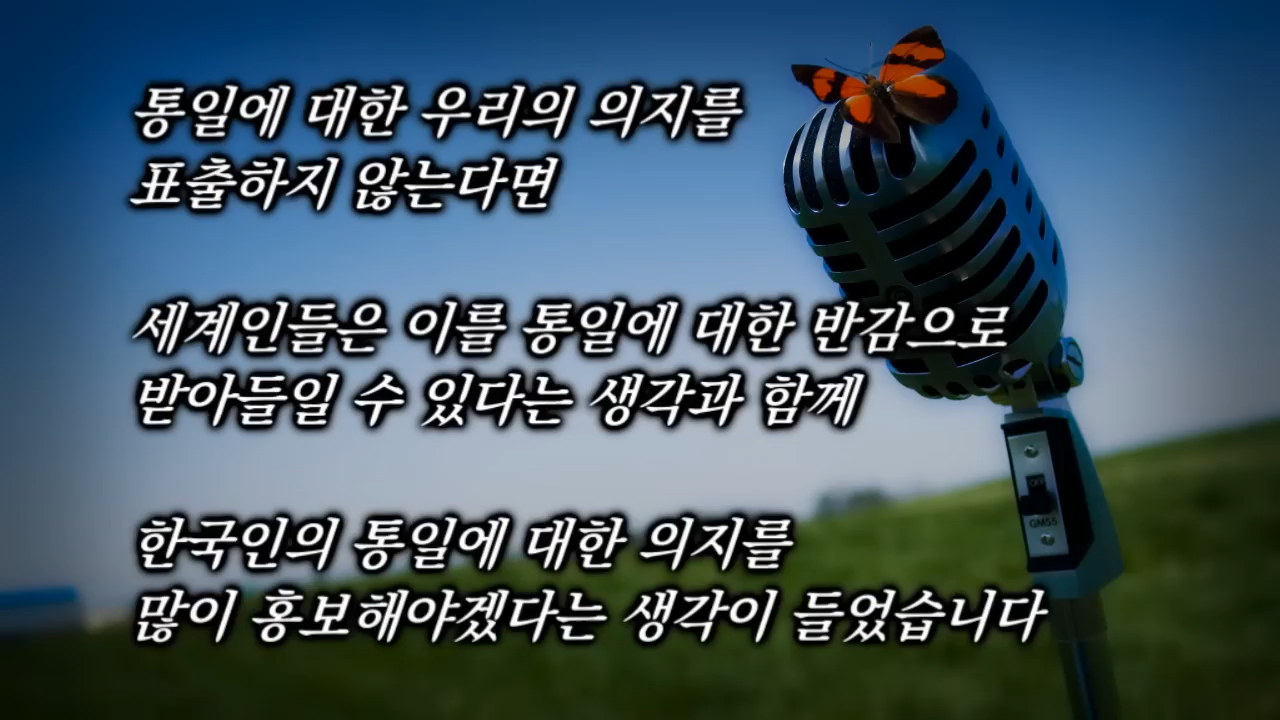 통일에 대한 우리의 의지를
표출하지 않는다면
세계인들은 이를 통일에 대한 반감으로
받아들일 수 있다는 생각과 함께
한국인의 통일에 대한 의지를
많이 홍보해야겠다는 생각이 들었습니다
OFF
GM55